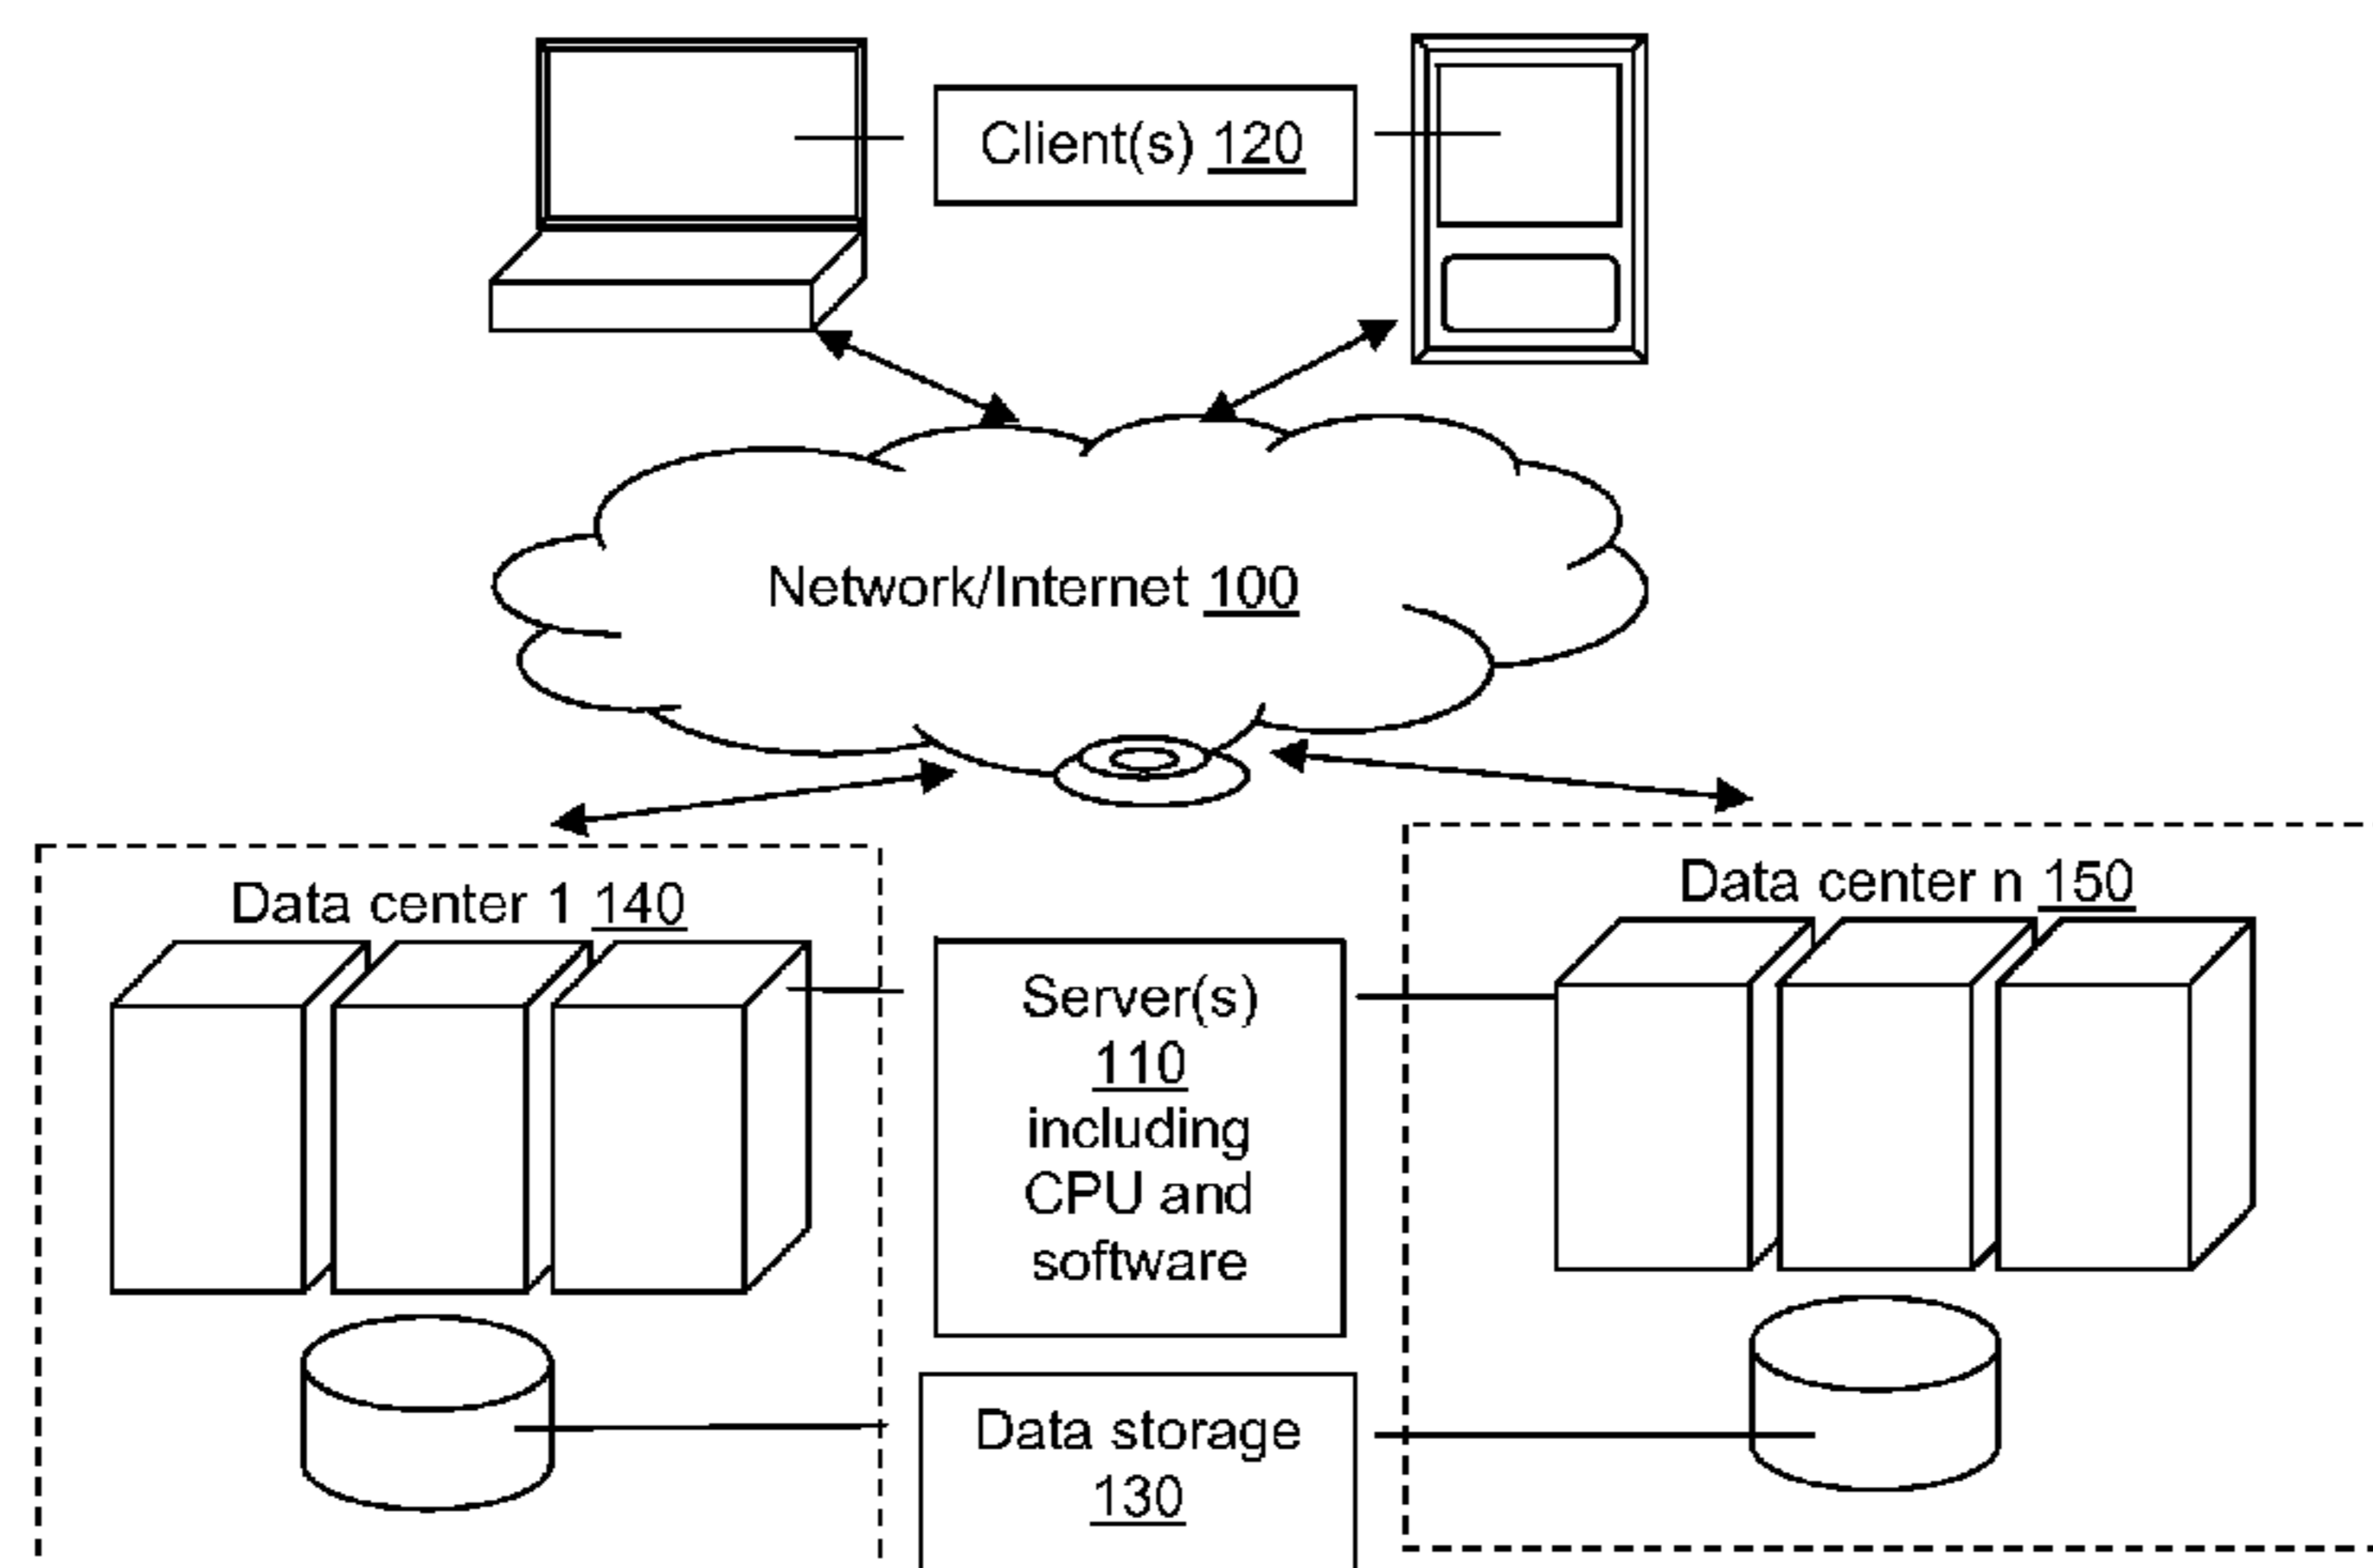 Client(s) 120
Network/Internet 100
Data center 1 140
Data center n 150
Server(s)
110
including
CPU and
software
Data storage
130